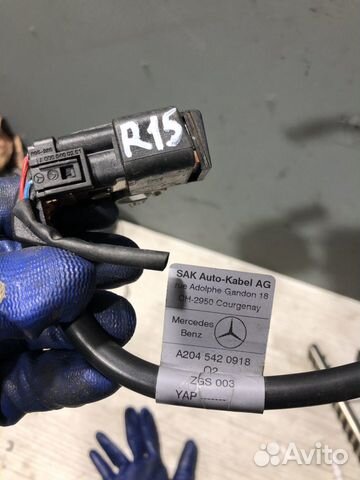 R15
SAK Auto-Kabel AG
rue Adolphe Gandon 18
CH-2950 Courgenay
Mercedes
Benz
A204 542 0918
Q2
ZGS 003
YAP
Avito